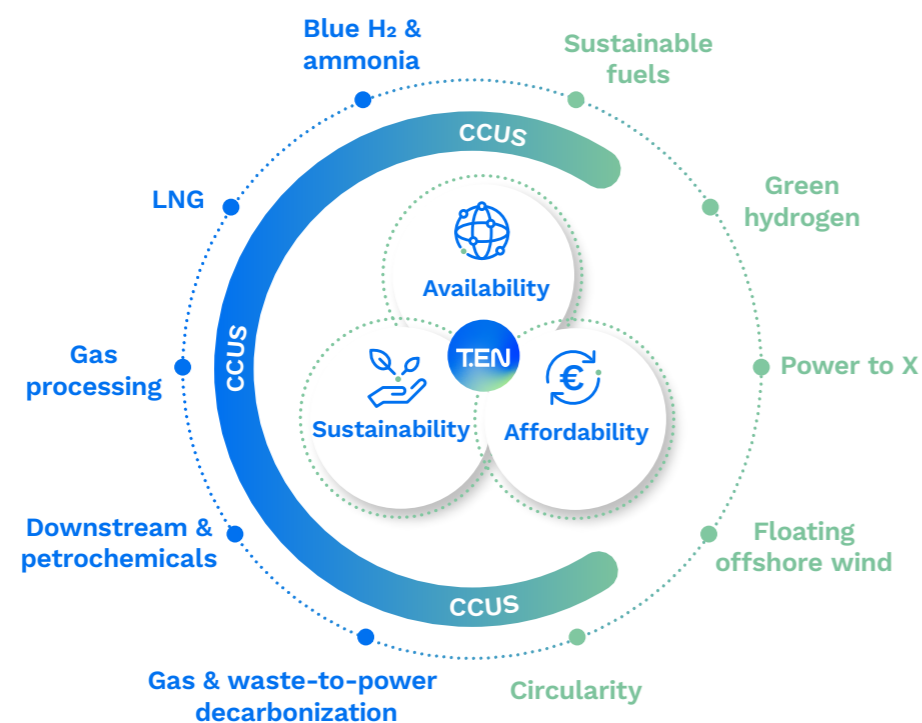 Blue H₂ &
ammonia
Sustainable
fuels
CCUS
LNG
Green
hydrogen
Availability
CCUS
Gas
processing
T.EN
€
Power to X
Sustainability
Affordability
Downstream &
petrochemicals
Floating
offshore wind
CCUS
Gas & waste-to-power
decarbonization
Circularity